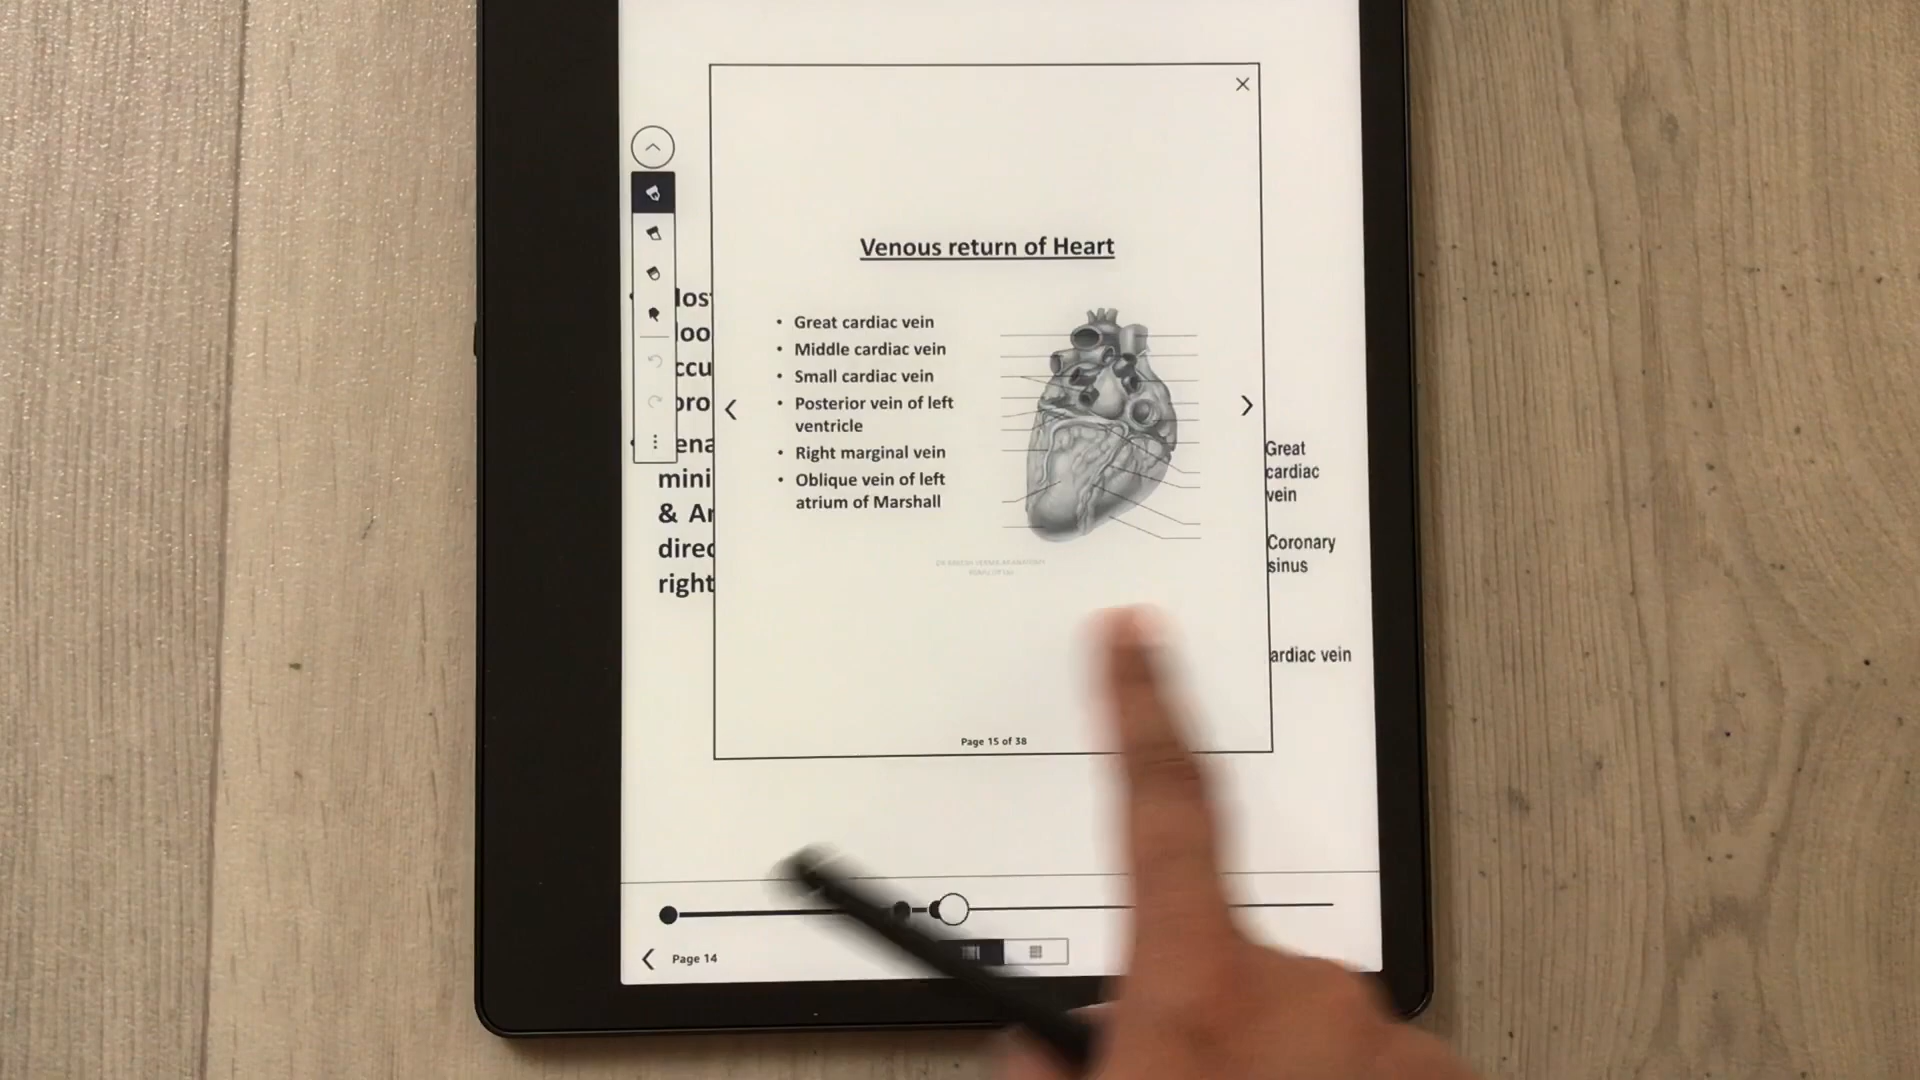 Venous return of Heart
• Great cardiac vein
• Middle cardiac vein
• Small cardiac vein
• Posterior vein of left
ventricle
• Right marginal vein
• Oblique vein of left
atrium of Marshall
Page 15 of 38
mini
& Ar
direc
right
Great
cardiac
vein
Coronary
sinus
ardiac vein
Page 14